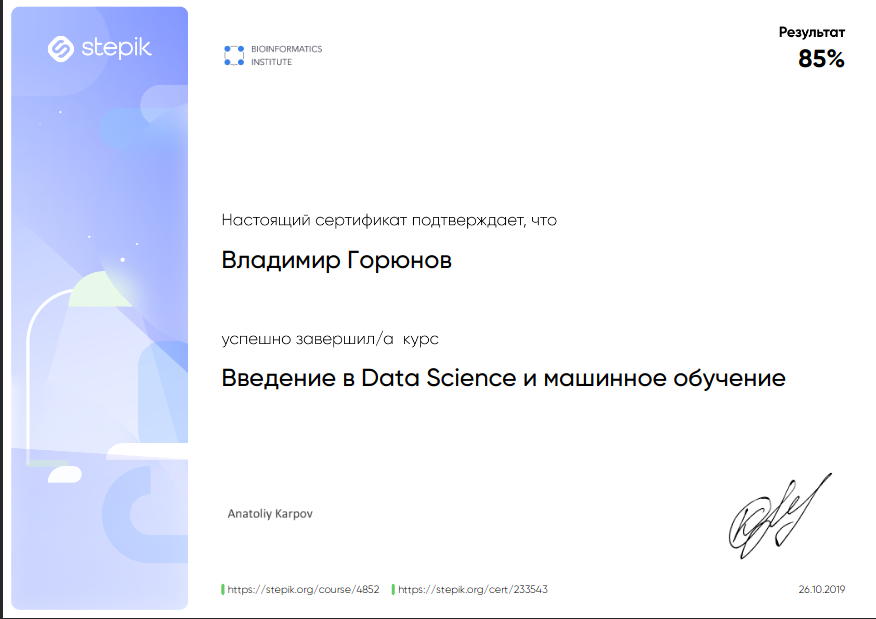 stepik
BIOINFORMATICS
INSTITUTE
Результат
85%
Настоящий сертификат подтверждает, что
Владимир Горюнов
успешно завершил/а курс
Введение в Data Science и машинное обучение
Anatoliy Karpov
https://stepik.org/course/4852
https://stepik.org/cert/233543
26.10.2019